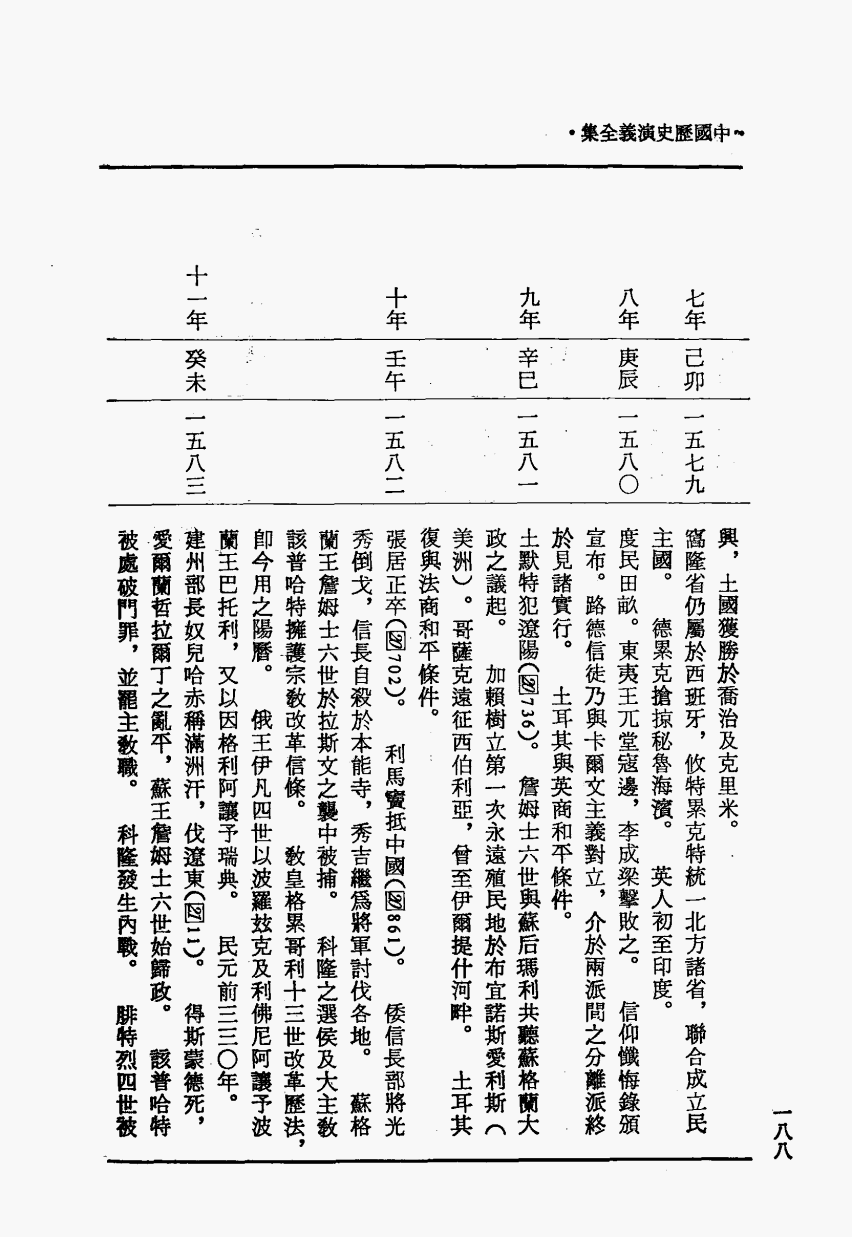 ~中國歷史演義全集•
興，土國獲勝於喬治及克里米。
七年 己卯 一五七九 窩隆省仍屬於西班牙，攸特累克特統一北方諸省，聯合成立民
主國。 德累克搶掠秘魯海濱。 英人初至印度。
八年 庚辰 一五八〇 度民田畝。東夷王兀堂寇邊，李成梁擊敗之。 信仰懺悔錄頒
宣布。路德信徒乃與卡爾文主義對立，介於兩派間之分離派終
於見諸實行。 土耳其與英商和平條件。
九年 辛巳 一五八一 土默特犯遼陽(図736)。 詹姆士六世與蘇后瑪利共聽蘇格蘭大
政之議起。 加賴樹立第一次永遠殖民地於布宜諾斯愛利斯（
美洲）。哥薩克遠征西伯利亞，曾至伊爾提什河畔。 土耳其
復與法商和平條件。
十年 壬午 一五八二 張居正卒(図702)。 利馬竇抵中國(図861)。 倭信長部將光
秀倒戈，信長自殺於本能寺，秀吉繼爲將軍討伐各地。 蘇格
蘭王詹姆士六世於拉斯文之襲中被捕。 科隆之選侯及大主教
該普哈特擁護宗敎改革信條。 敎皇格累哥利十三世改革歷法，
卽今用之陽曆。 俄王伊凡四世以波羅玆克及利佛尼阿讓予波
蘭王巴托利，又以因格利阿讓予瑞典。 民元前三三〇年。
十一年 癸未 一五八三 建州部長奴兒哈赤稱滿洲汗，伐遼東(図11)。 得斯蒙德死，
愛爾蘭哲拉爾丁之亂平，蘇王詹姆士六世始歸政。 該普哈特
被處破門罪，並罷主敎職。 科隆發生內戰。 腓特烈四世被
一八八